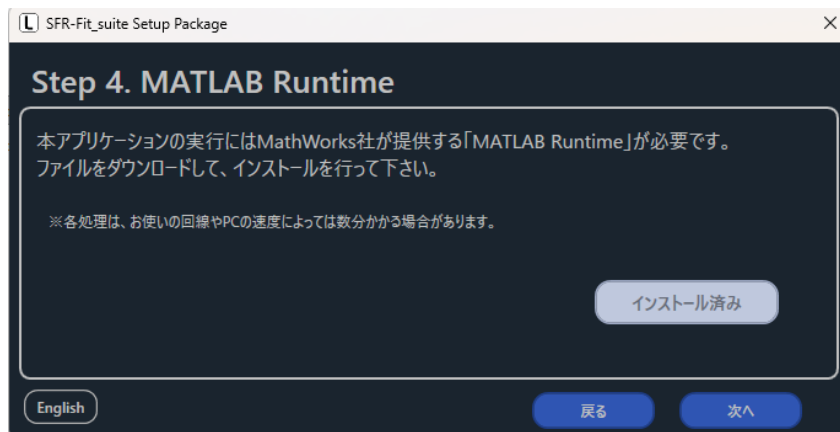 L SFR-Fit_suite Setup Package
Step 4. MATLAB Runtime
本アプリケーションの実行にはMathWorks社が提供する「MATLAB Runtime」が必要です。
ファイルをダウンロードして、インストールを行って下さい。
※各処理は、お使いの回線やPCの速度によっては数分かかる場合があります。
インストール済み
English
戻る
次へ